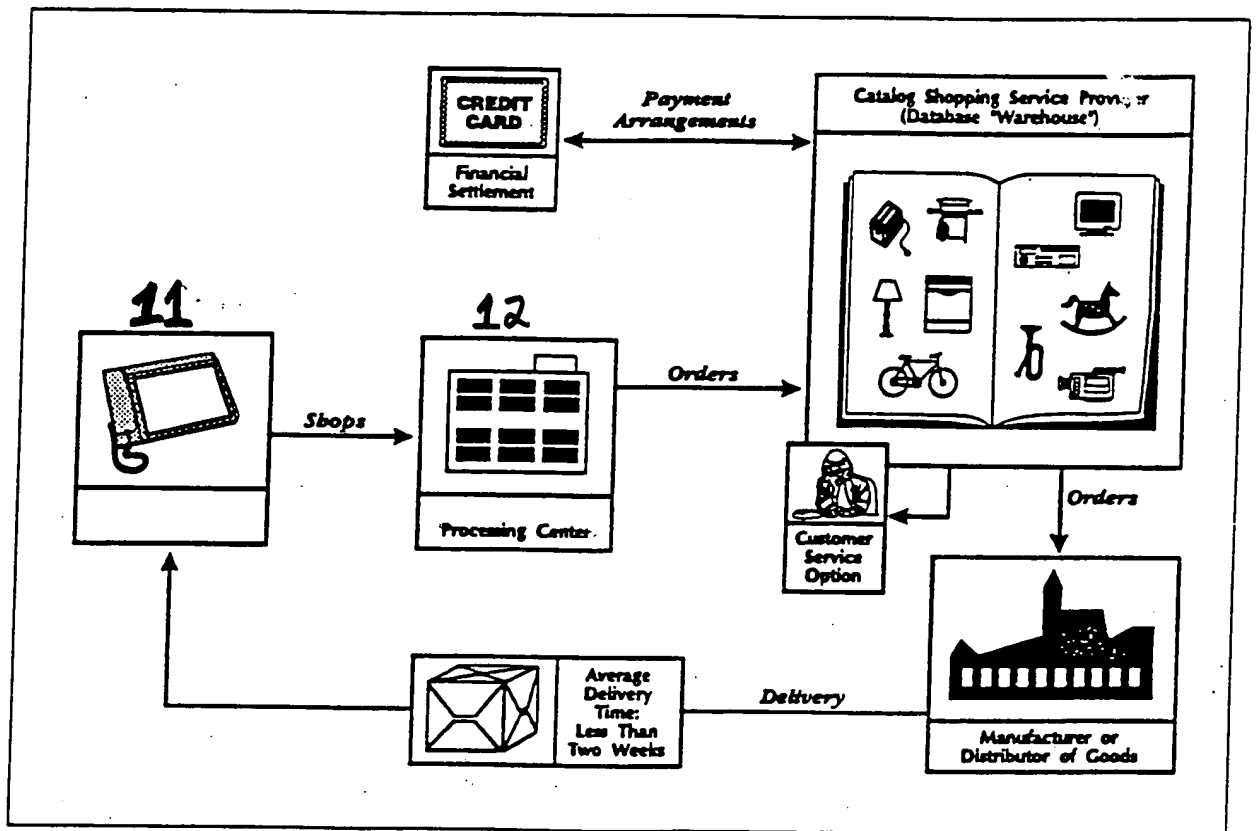 CREDIT
CARD
Financial
Settlement
Payment
Arrangements
Catalog Shopping Service
(Database "Warehouse")
11
12
Shops
Orders
Processing Center
Customer
Service
Option
Orders
Average
Delivery
Time:
Less Than
Two Weeks
Delivery
Manufacturer or
Distributor of Goods